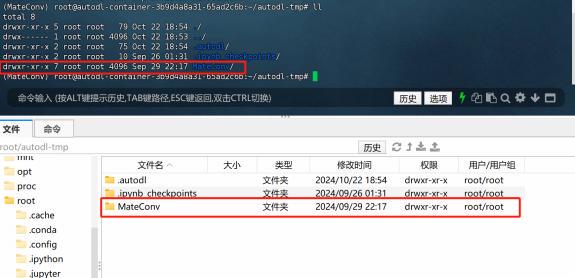 (MateConv) root@autodl-container-3b9d4a8a31-65ad2c6b:~/autodl-tmp# ll
total 8
drwxr-xr-x 5 root root 79 Oct 22 18:54 ./
drwxr-xr-x 1 root root 4096 Oct 22 18:53 ../
drwxr-xr-x 2 root root 75 Oct 22 18:54 .autodl/
drwxr-xr-x 2 root root 10 Sep 26 01:31 .ipynb_checkpoints/
drwxr-xr-x 7 root root 4096 Sep 29 22:17 MateConv/
(MateConv) root@autodl-container-3b9d4a8a31-65ad2c6b:~/autodl-tmp#
命令输入 (按ALT键提示历史,TAB键路径,ESC键返回,双击CTRL切换) 历史 选项
文件 命令
root/autodl-tmp 历史
mnt
opt
proc
root
.cache
.conda
.config
.ipython
.jupyter
文件名 大小 类型 修改时间 权限 用户/用户组
.autodl 文件夹 2024/10/22 18:54 drwxr-xr-x root/root
.ipynb_checkpoints 文件夹 2024/09/26 01:31 drwxr-xr-x root/root
MateConv 文件夹 2024/09/29 22:17 drwxr-xr-x root/root